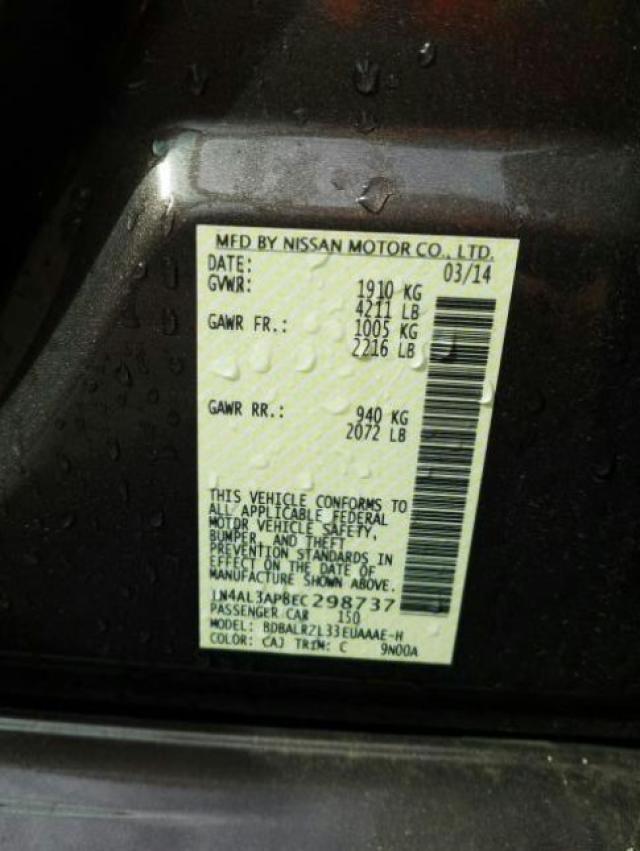 MFD BY NISSAN MOTOR CO., LTD.
DATE: 03/14
GVWR: 1910 KG
4211 LB
GAWR FR.: 1005 KG
2216 LB
GAWR RR.: 940 KG
2072 LB
THIS VEHICLE CONFORMS TO
ALL APPLICABLE FEDERAL
MOTOR VEHICLE SAFETY,
BUMPER, AND THEFT
PREVENTION STANDARDS IN
EFFECT ON THE DATE OF
MANUFACTURE SHOWN ABOVE.
1N4AL3AP8EC298737
PASSENGER CAR 150
MODEL: BDBALRZL33EUAAAE-H
COLOR: CAJ TRIM: C 9N00A